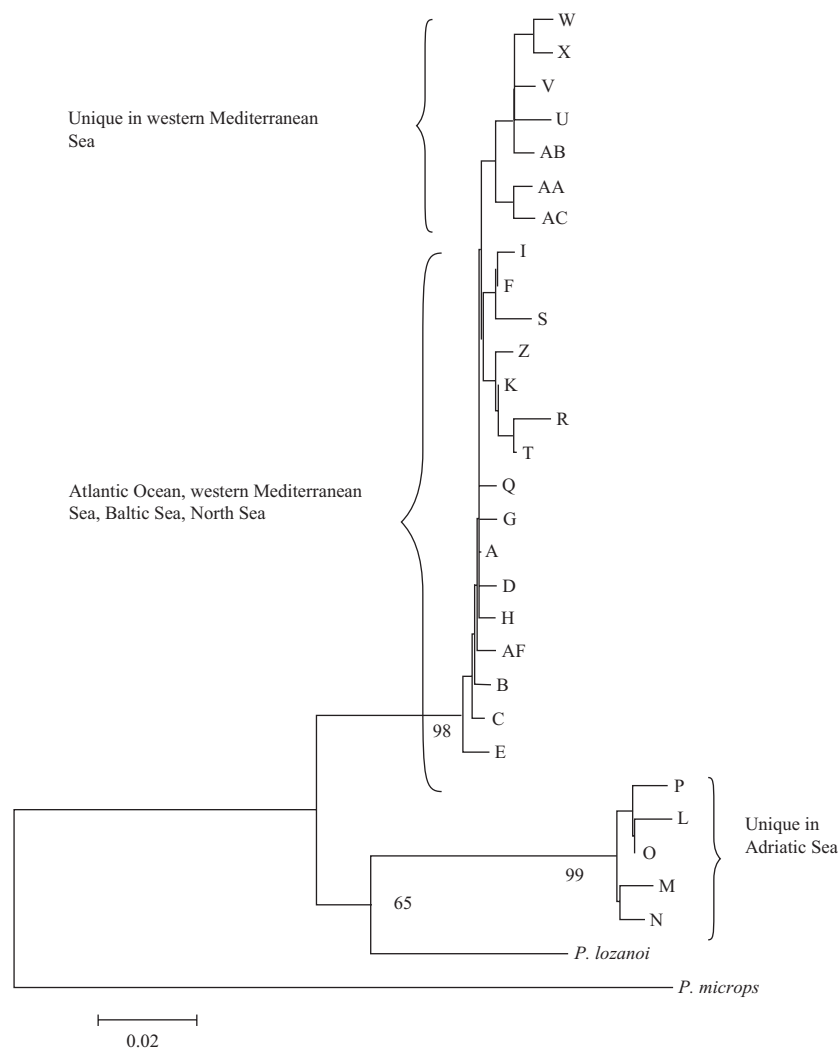 W
X
Unique in western Mediterranean
Sea
V
U
AB
AA
AC
I
F
S
Z
K
R
T
Atlantic Ocean, western Mediterranean
Sea, Baltic Sea, North Sea
Q
G
A
D
H
AF
B
C
98
E
P
L
Unique in
Adriatic Sea
O
99
M
65
N
P. lozanoi
P. microps
0.02